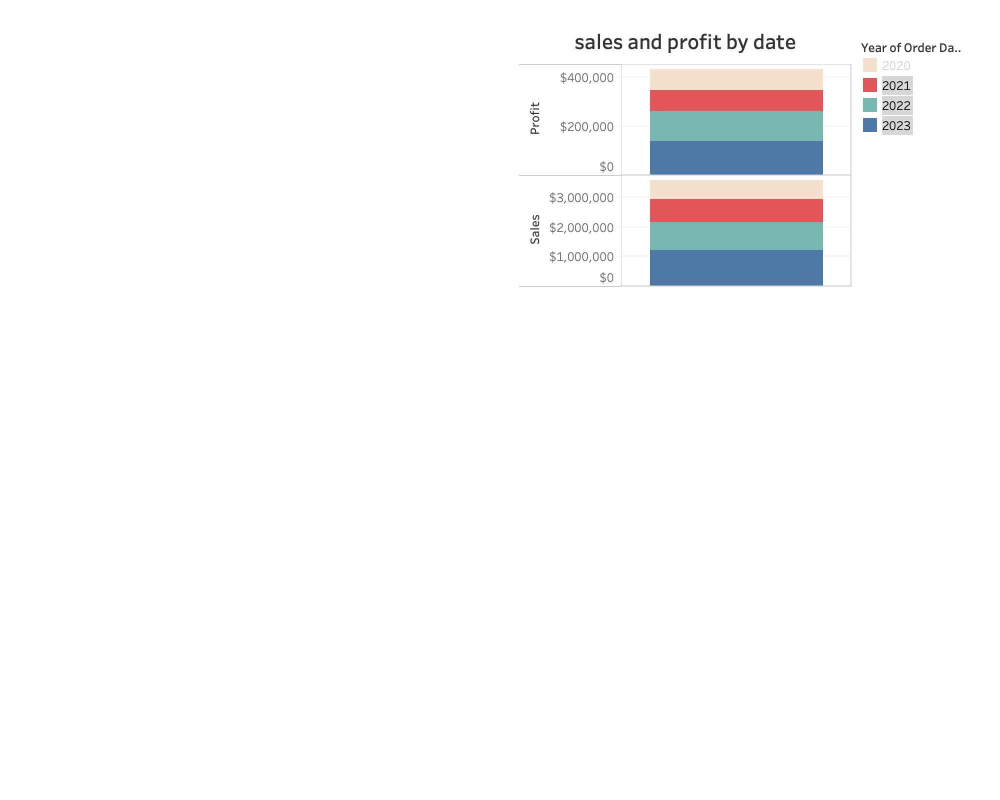 sales and profit by date
Profit
$400,000
$200,000
$0
Sales
$3,000,000
$2,000,000
$1,000,000
$0
Year of Order Da..
2020
2021
2022
2023